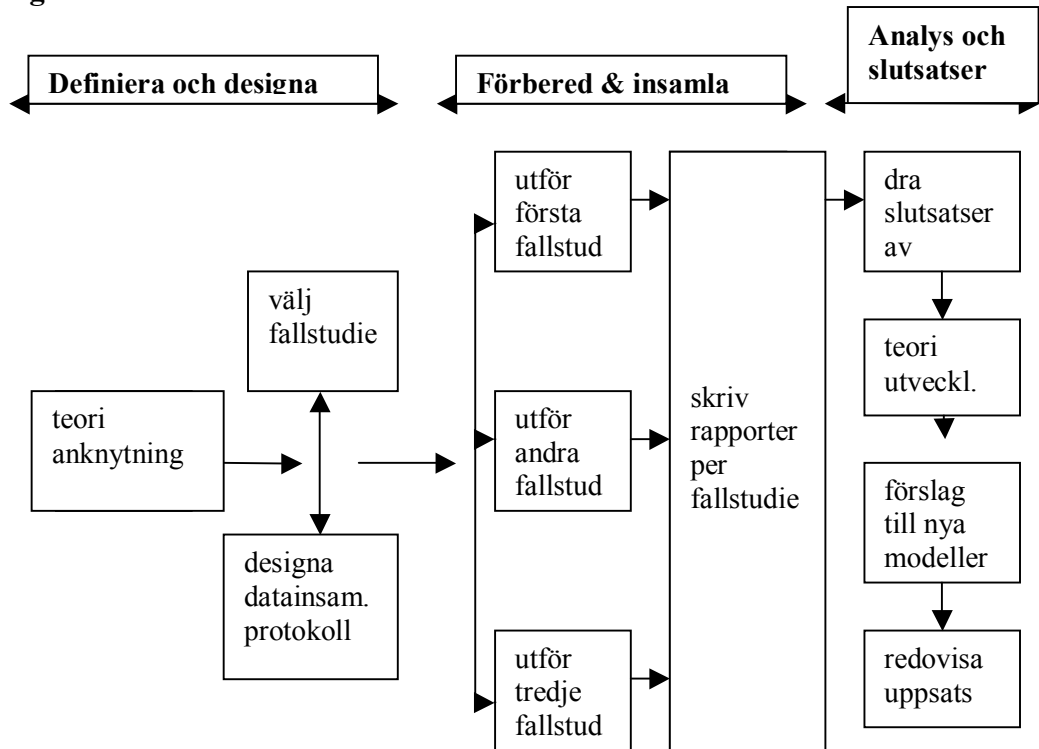 Definiera och designa
Förbered & insamla
Analys och
slutsatser
teori
anknytning
välj
fallstudie
designa
datainsam.
protokoll
utför
första
fallstud
utför
andra
fallstud
utför
tredje
fallstud
skriv
rapporter
per
fallstudie
dra
slutsatser
av
teori
utveckl.
förslag
till nya
modeller
redovisa
uppsats